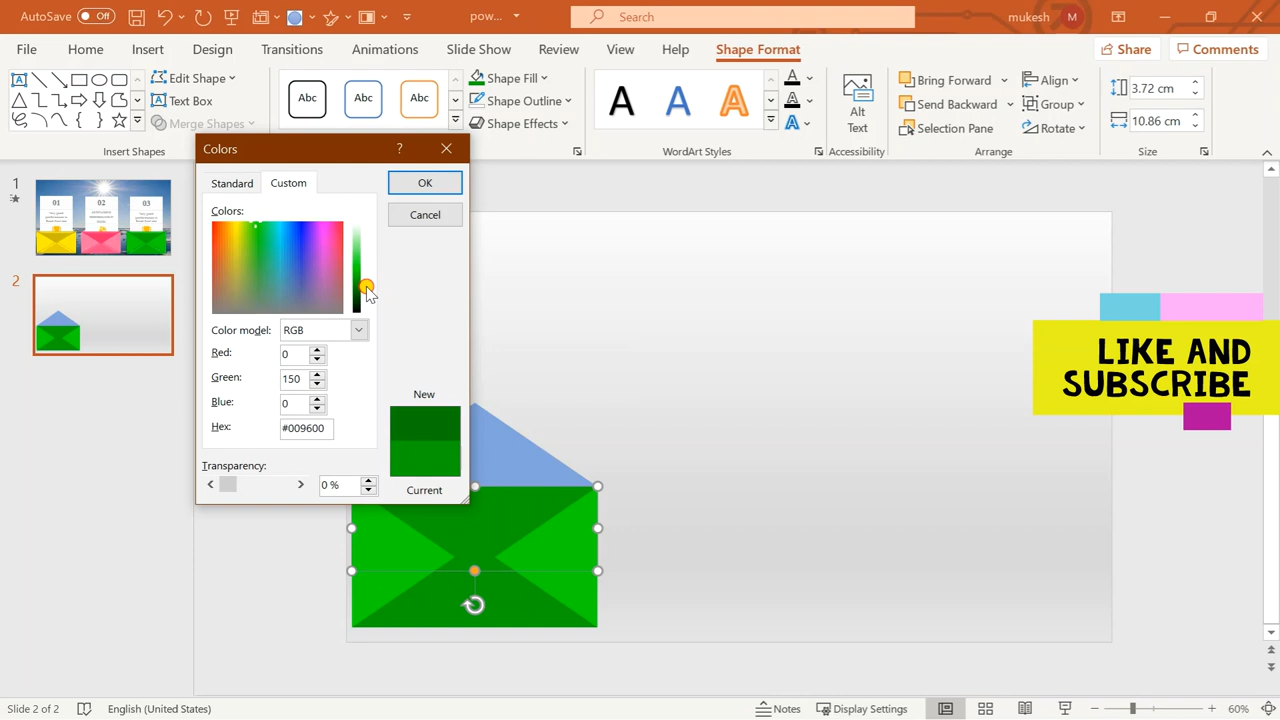 AutoSave Off pow... Search mukesh M
File Home Insert Design Transitions Animations Slide Show Review View Help Shape Format Share Comments
Edit Shape
Text Box
Merge Shapes
Insert Shapes
Abc Abc Abc
Shape Fill
Shape Outline
Shape Effects
A A A
A
A
A
WordArt Styles
Alt
Text
Accessibility
Bring Forward
Send Backward
Selection Pane
Align
Group
Rotate
Arrange
3.72 cm
10.86 cm
Size
1
01 02 03
2
Colors ?
Standard Custom
OK
Cancel
Colors:
Color model: RGB
Red: 0
Green: 150
Blue: 0
Hex: #009600
Transparency:
0 %
New
Current
LIKE AND
SUBSCRIBE
Slide 2 of 2 English (United States) Notes Display Settings 60%